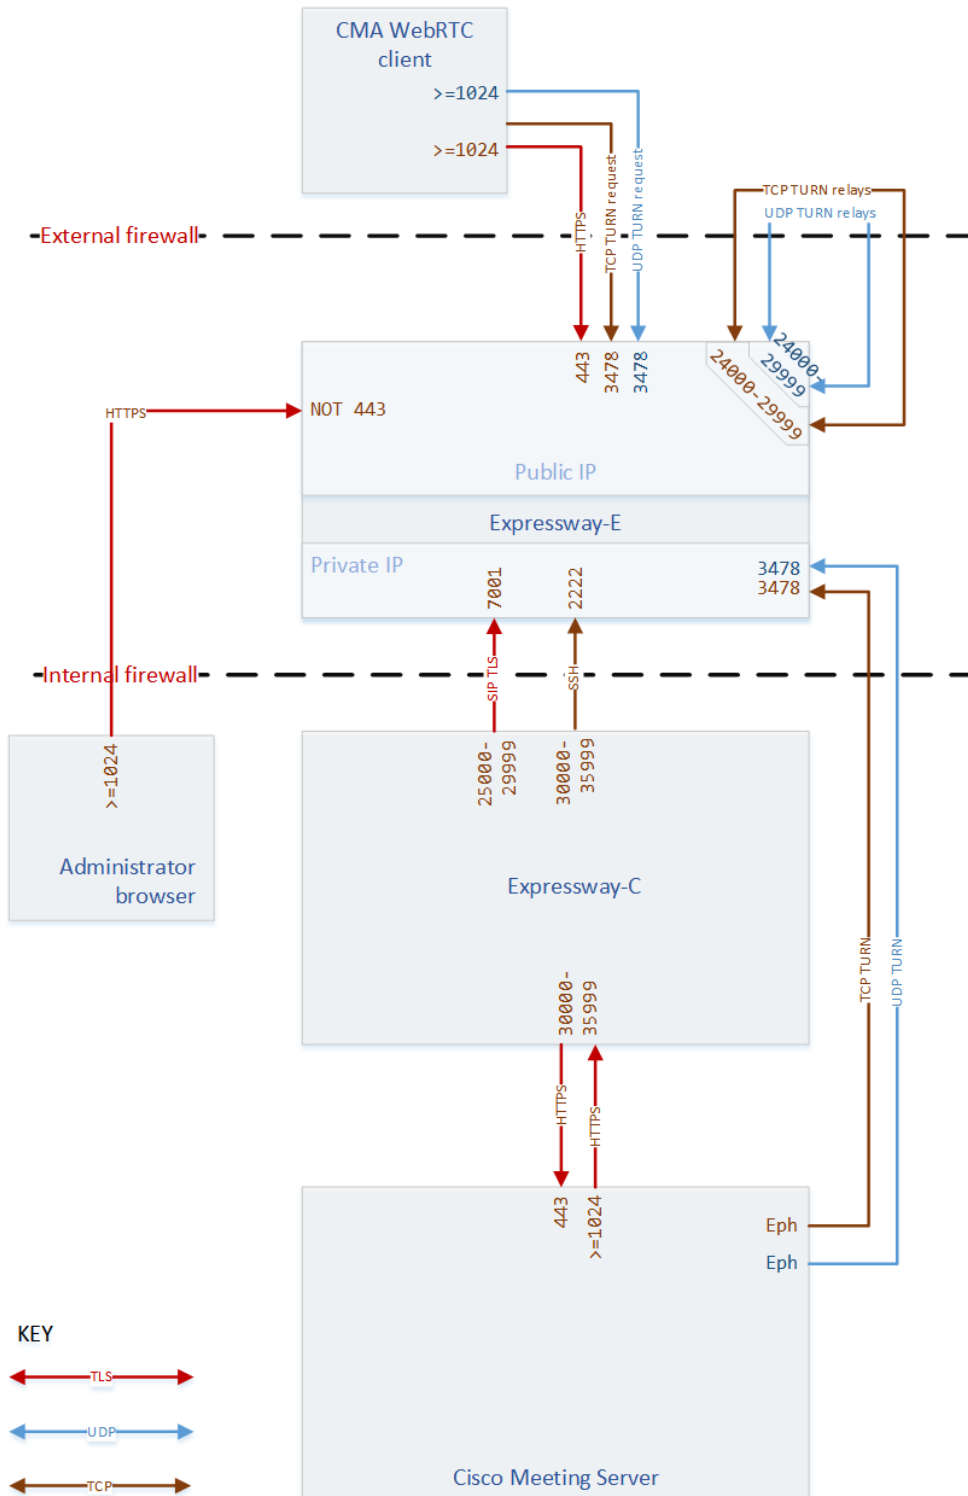 CMA WebRTC
client
>=1024
>=1024
HTTPS
TCP TURN request
UDP TURN request
TCP TURN relays
UDP TURN relays
External firewall
443
3478
3478
24000-
29999
24000-29999
HTTPS
NOT 443
Public IP
Expressway-E
Private IP
7001
2222
3478
3478
Internal firewall
SIP TLS
SSH
>=1024
Administrator
browser
25000-
29999
30000-
35999
Expressway-C
30000-
35999
TCP TURN
UDP TURN
HTTPS
HTTPS
443
>=1024
Eph
Eph
KEY
TLS
UDP
TCP
Cisco Meeting Server